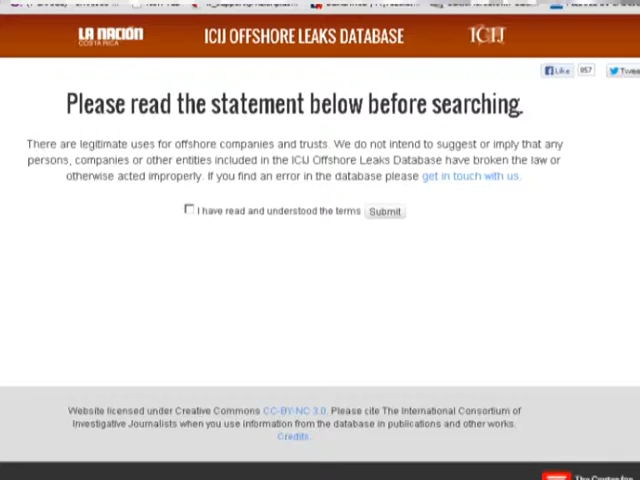 LA NACIÓN
COSTA RICA
ICIJ OFFSHORE LEAKS DATABASE
ICIJ
Like
857
Twee
Please read the statement below before searching.
There are legitimate uses for offshore companies and trusts. We do not intend to suggest or imply that any
persons, companies or other entities included in the ICIJ Offshore Leaks Database have broken the law or
otherwise acted improperly. If you find an error in the database please get in touch with us.
I have read and understood the terms
Submit
Website licensed under Creative Commons CC-BY-NC 3.0. Please cite The International Consortium of
Investigative Journalists when you use information from the database in publications and other works.
Credits.